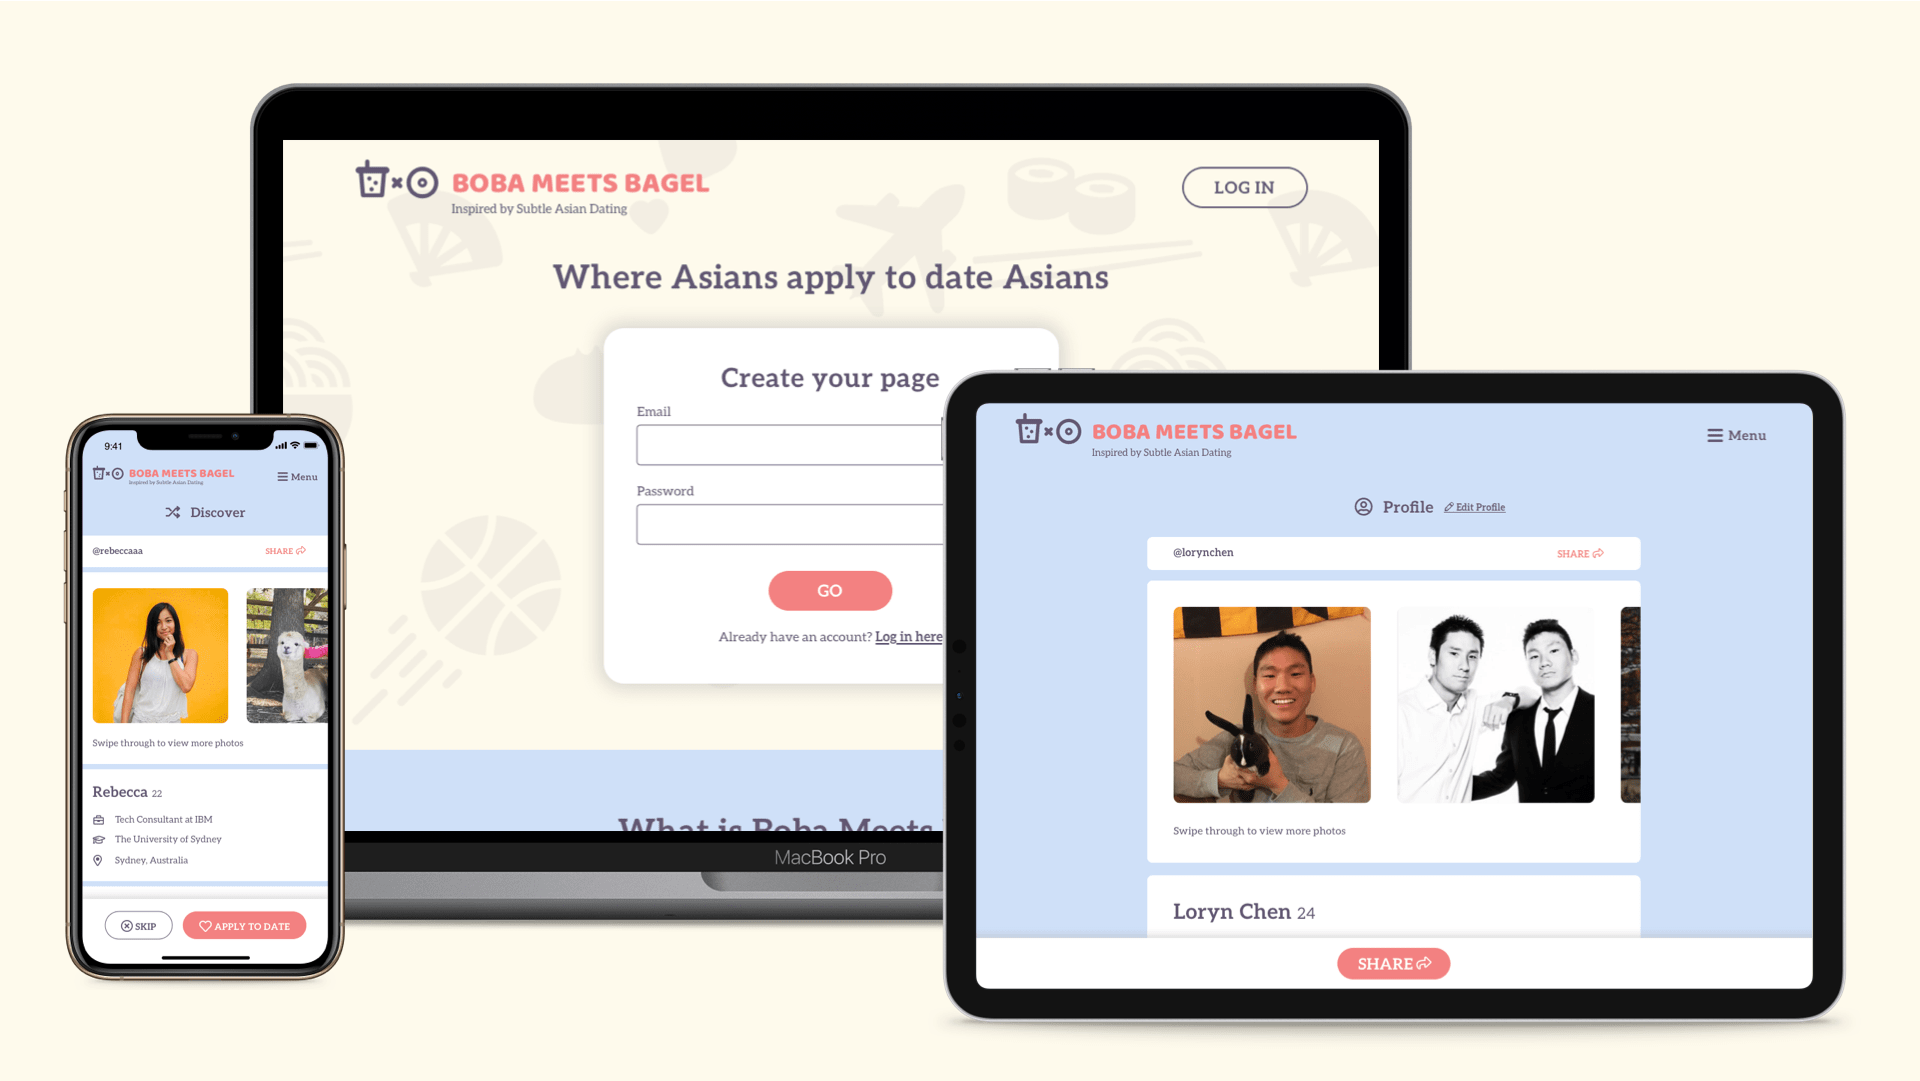 BOBA MEETS BAGEL
Inspired by Subtle Asian Dating
LOG IN
Where Asians apply to date Asians
Create your page
Email
Password
GO
Already have an account? Log in here
What is Boba Meets
MacBook Pro
9:41
BOBA MEETS BAGEL
Inspired by Subtle Asian Dating
Menu
Discover
@rebeccaaa
SHARE
Swipe through to view more photos
Rebecca 22
Tech Consultant at IBM
The University of Sydney
Sydney, Australia
SKIP
APPLY TO DATE
BOBA MEETS BAGEL
Inspired by Subtle Asian Dating
Menu
Profile Edit Profile
@lorynchen
SHARE
Swipe through to view more photos
Loryn Chen 24
SHARE